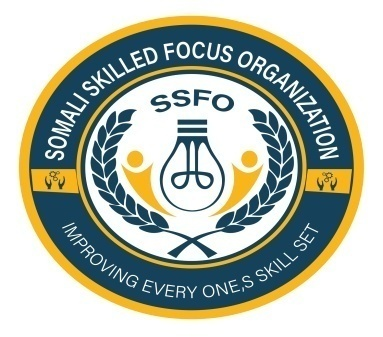 SOMALI SKILLED FOCUS ORGANIZATION
SSFO
IMPROVING EVERY ONE,S SKILL SET